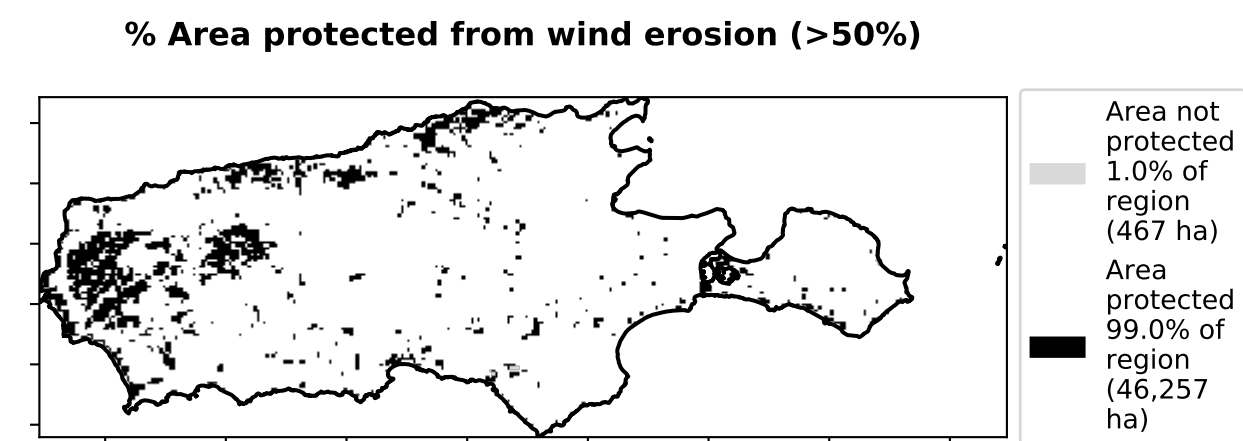 % Area protected from wind erosion (>50%)
Area not
protected
1.0% of
region
(467 ha)
Area
protected
99.0% of
region
(46,257
ha)